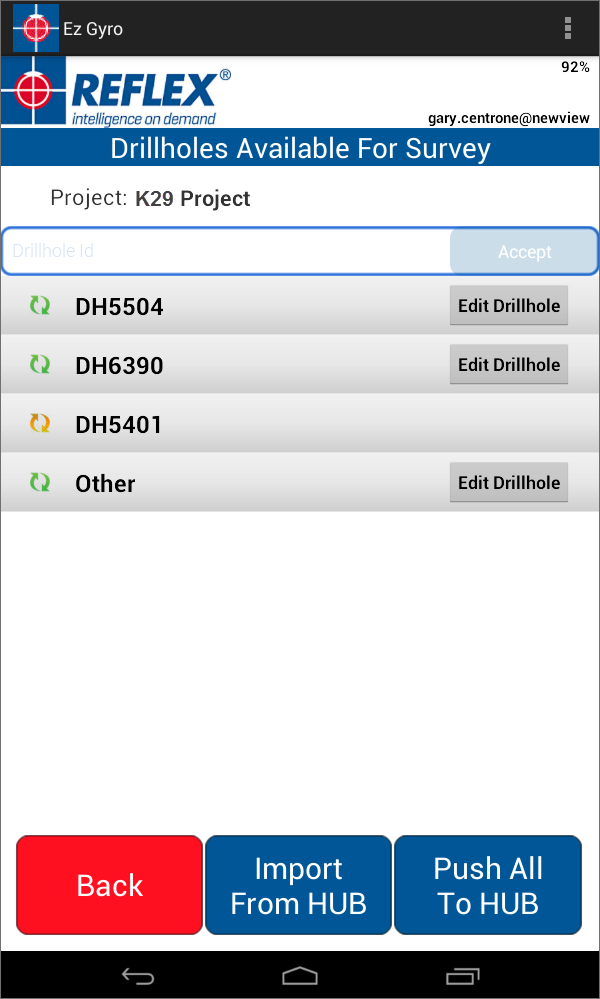 Ez Gyro
92%
REFLEX®
intelligence on demand
gary.centrone@newview
Drillholes Available For Survey
Project: K29 Project
Drillhole Id
Accept
DH5504
Edit Drillhole
DH6390
Edit Drillhole
DH5401
Other
Edit Drillhole
Back
Import
From HUB
Push All
To HUB